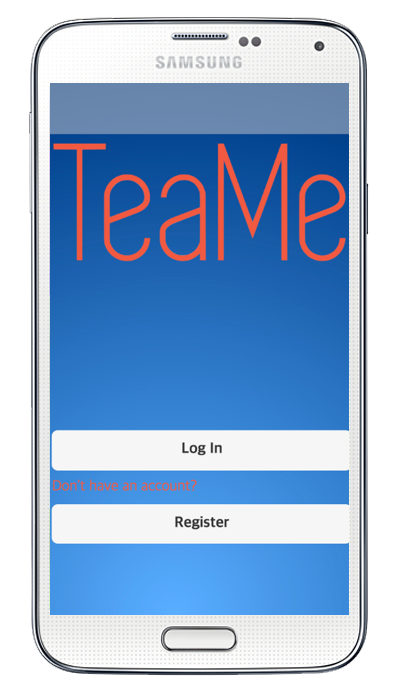 SAMSUNG
TeaMe
Log In
Don't have an account?
Register